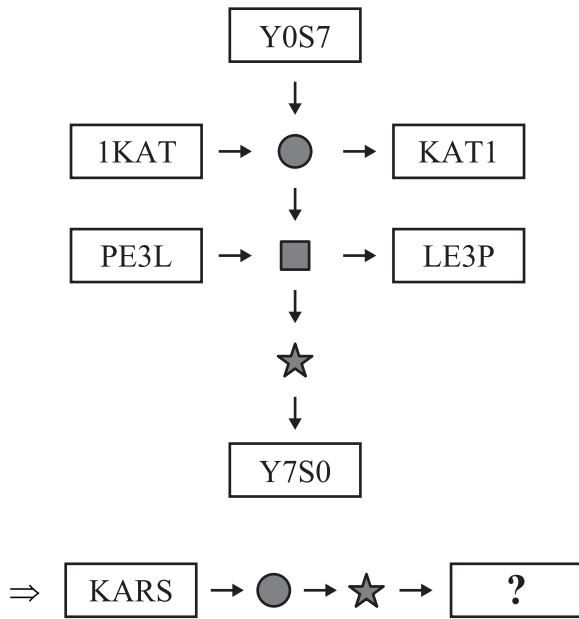 Y0S7
1KAT KAT1
PE3L LE3P
Y7S0
⇒ KARS ?